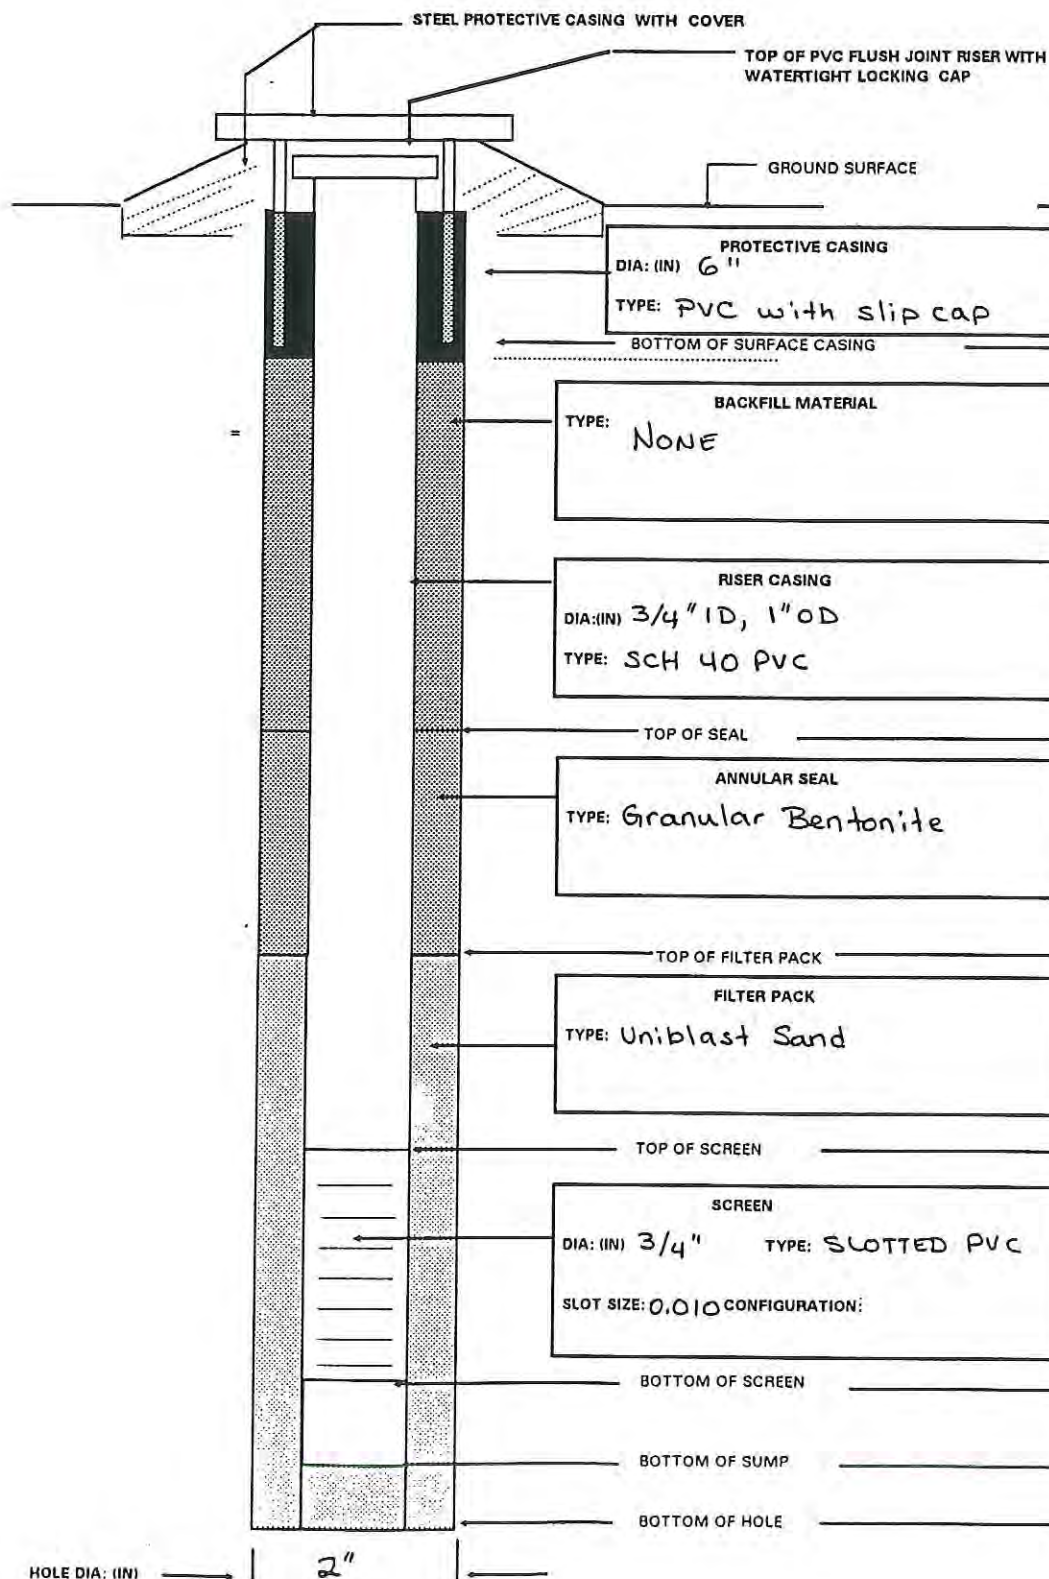 STEEL PROTECTIVE CASING WITH COVER
TOP OF PVC FLUSH JOINT RISER WITH
WATERTIGHT LOCKING CAP
GROUND SURFACE
PROTECTIVE CASING
DIA: (IN) 6"
TYPE: PVC with slip cap
BOTTOM OF SURFACE CASING
BACKFILL MATERIAL
TYPE: NONE
=
RISER CASING
DIA:(IN) 3/4" ID, 1" OD
TYPE: SCH 40 PVC
TOP OF SEAL
ANNULAR SEAL
TYPE: Granular Bentonite
TOP OF FILTER PACK
FILTER PACK
TYPE: Uniblast Sand
TOP OF SCREEN
SCREEN
DIA: (IN) 3/4" TYPE: SLOTTED PVC
SLOT SIZE: 0.010 CONFIGURATION:
BOTTOM OF SCREEN
BOTTOM OF SUMP
BOTTOM OF HOLE
HOLE DIA: (IN) 2"